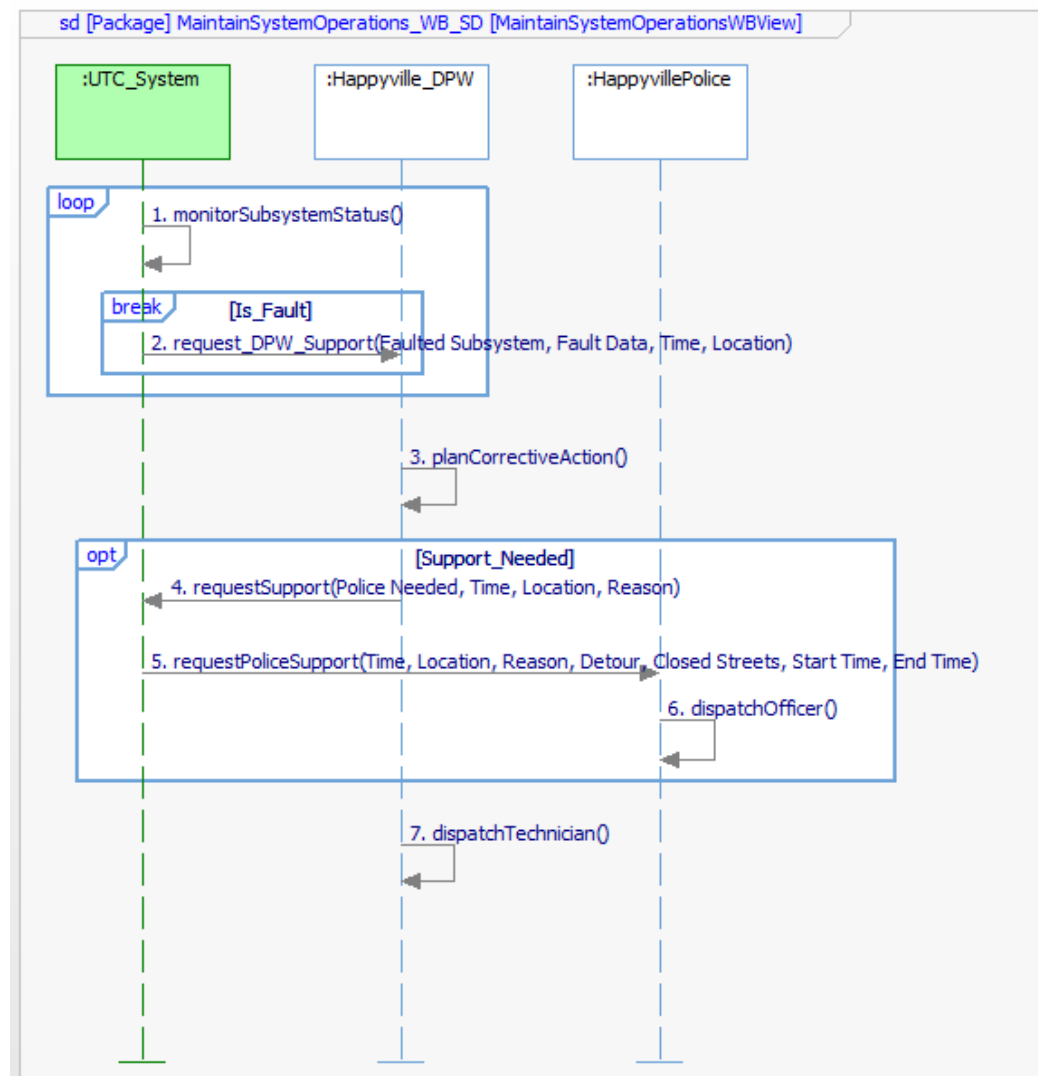 sd [Package] MaintainSystemOperations_WB_SD [MaintainSystemOperationsWBView]
:UTC_System
:Happyville_DPW
:HappyvillePolice
loop
1. monitorSubsystemStatus()
break
[Is_Fault]
2. request_DPW_Support(Faulted Subsystem, Fault Data, Time, Location)
3. planCorrectiveAction()
opt
[Support_Needed]
4. requestSupport(Police Needed, Time, Location, Reason)
5. requestPoliceSupport(Time, Location, Reason, Detour, Closed Streets, Start Time, End Time)
6. dispatchOfficer()
7. dispatchTechnician()